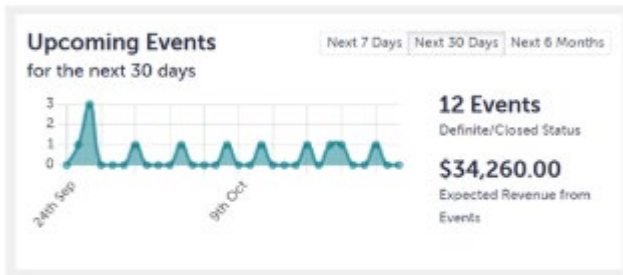 Upcoming Events
for the next 30 days
Next 7 Days Next 30 Days Next 6 Months
3
2
1
0
24th Sep
9th Oct
12 Events
Definite/Closed Status
$34,260.00
Expected Revenue from
Events